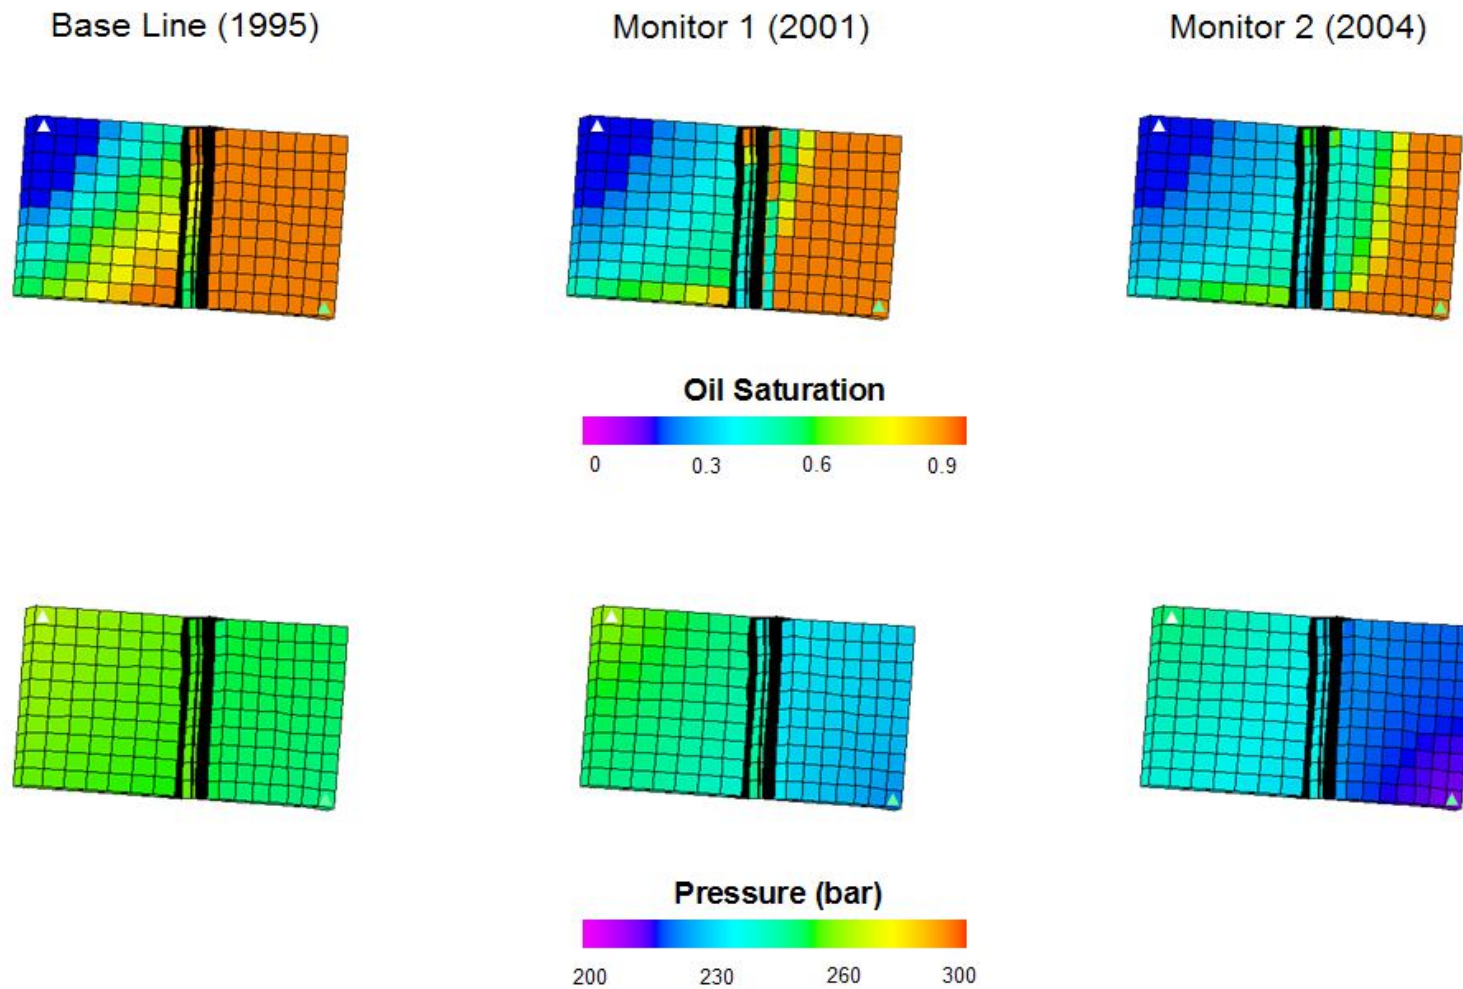 Base Line (1995) Monitor 1 (2001) Monitor 2 (2004)
Oil Saturation
0 0.3 0.6 0.9
Pressure (bar)
200 230 260 300